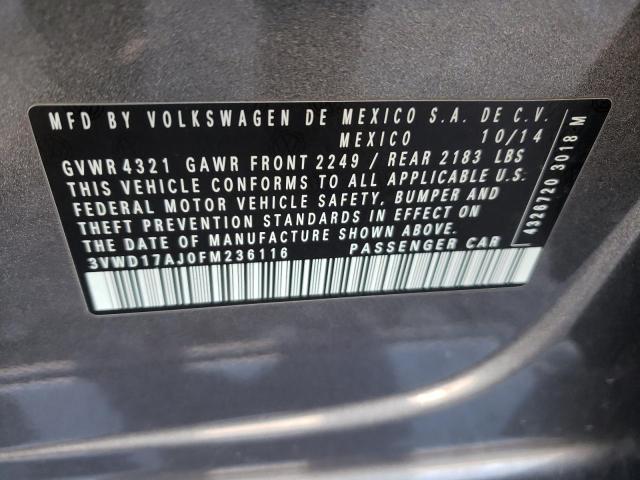 MFD BY VOLKSWAGEN DE MEXICO S.A. DE C.V.
MEXICO 10/14
GVWR 4321 GAWR FRONT 2249 / REAR 2183 LBS
THIS VEHICLE CONFORMS TO ALL APPLICABLE U.S.
FEDERAL MOTOR VEHICLE SAFETY, BUMPER AND
THEFT PREVENTION STANDARDS IN EFFECT ON
THE DATE OF MANUFACTURE SHOWN ABOVE.
3VWD17AJ0FM236116 PASSENGER CAR
4326720 3018 M